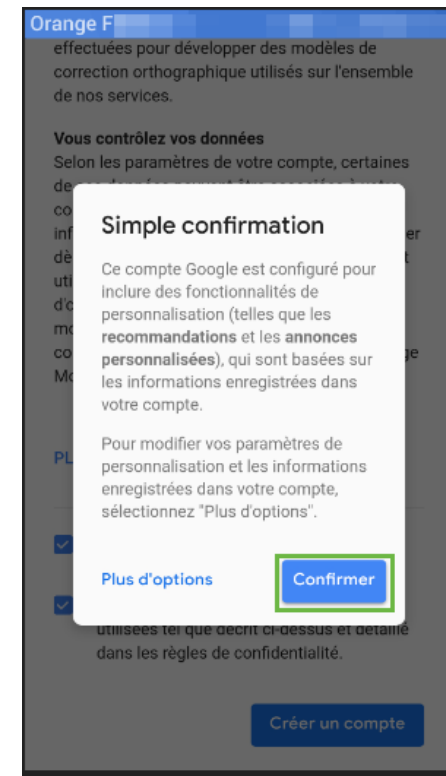 Orange F
effectuées pour développer des modèles de
correction orthographique utilisés sur l'ensemble
de nos services.
Vous contrôlez vos données
Selon les paramètres de votre compte, certaines
Simple confirmation
Ce compte Google est configuré pour
inclure des fonctionnalités de
personnalisation (telles que les
recommandations et les annonces
personnalisées), qui sont basées sur
les informations enregistrées dans
votre compte.
Pour modifier vos paramètres de
personnalisation et les informations
enregistrées dans votre compte,
sélectionnez "Plus d'options".
Plus d'options
Confirmer
utilisées tel que décrit ci-dessus et détaillé
dans les règles de confidentialité.
Créer un compte